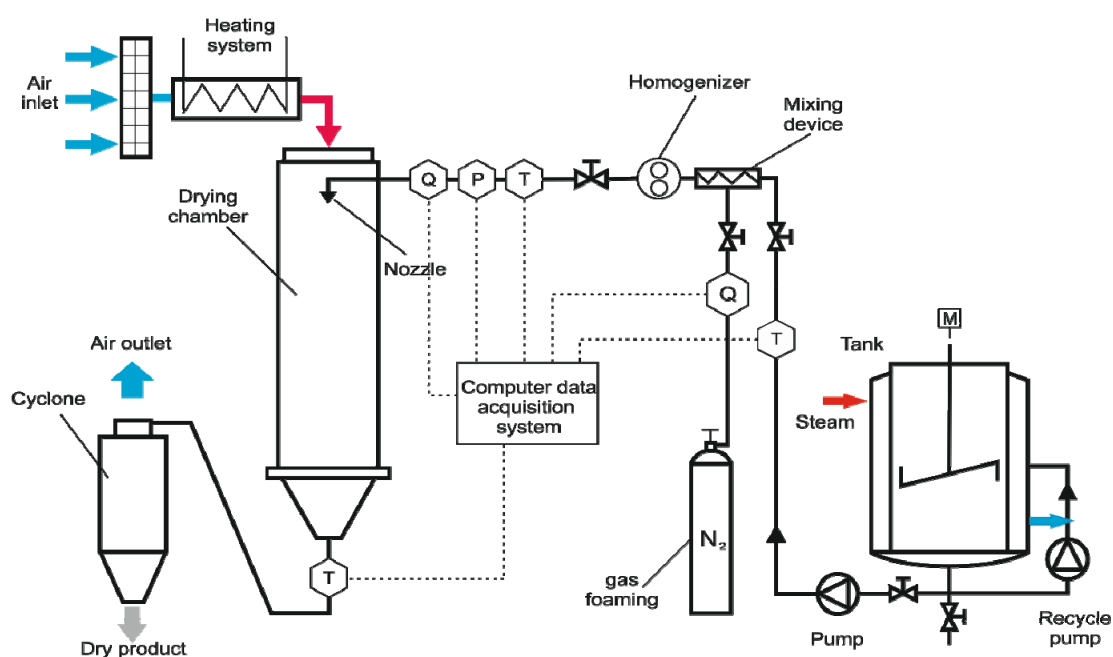 Heating
system
Air
inlet
Homogenizer
Mixing
device
Q
P
T
Drying
chamber
Nozzle
Q
T
M
Tank
Steam
Air outlet
Cyclone
Computer data
acquisition
system
N₂
gas
foaming
T
Pump
Recycle
pump
Dry product